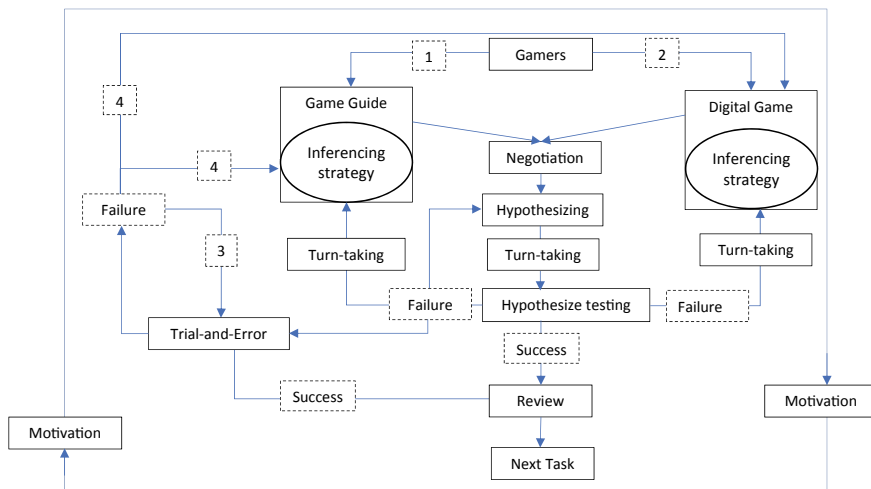 1
Gamers
2
4
Game Guide
Digital Game
Inferencing
strategy
Negotiation
Inferencing
strategy
4
Failure
Hypothesizing
3
Turn-taking
Turn-taking
Turn-taking
Failure
Hypothesize testing
Failure
Trial-and-Error
Success
Success
Review
Motivation
Motivation
Next Task